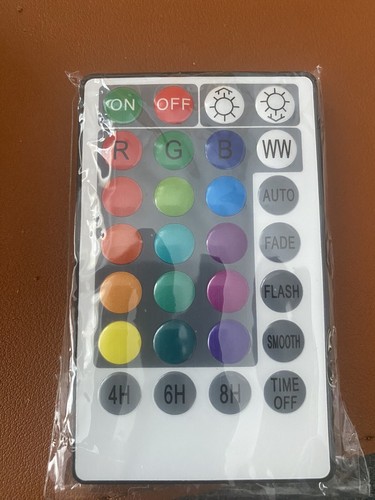 ON OFF
R G B WW
AUTO
FADE
FLASH
SMOOTH
4H 6H 8H TIME
OFF